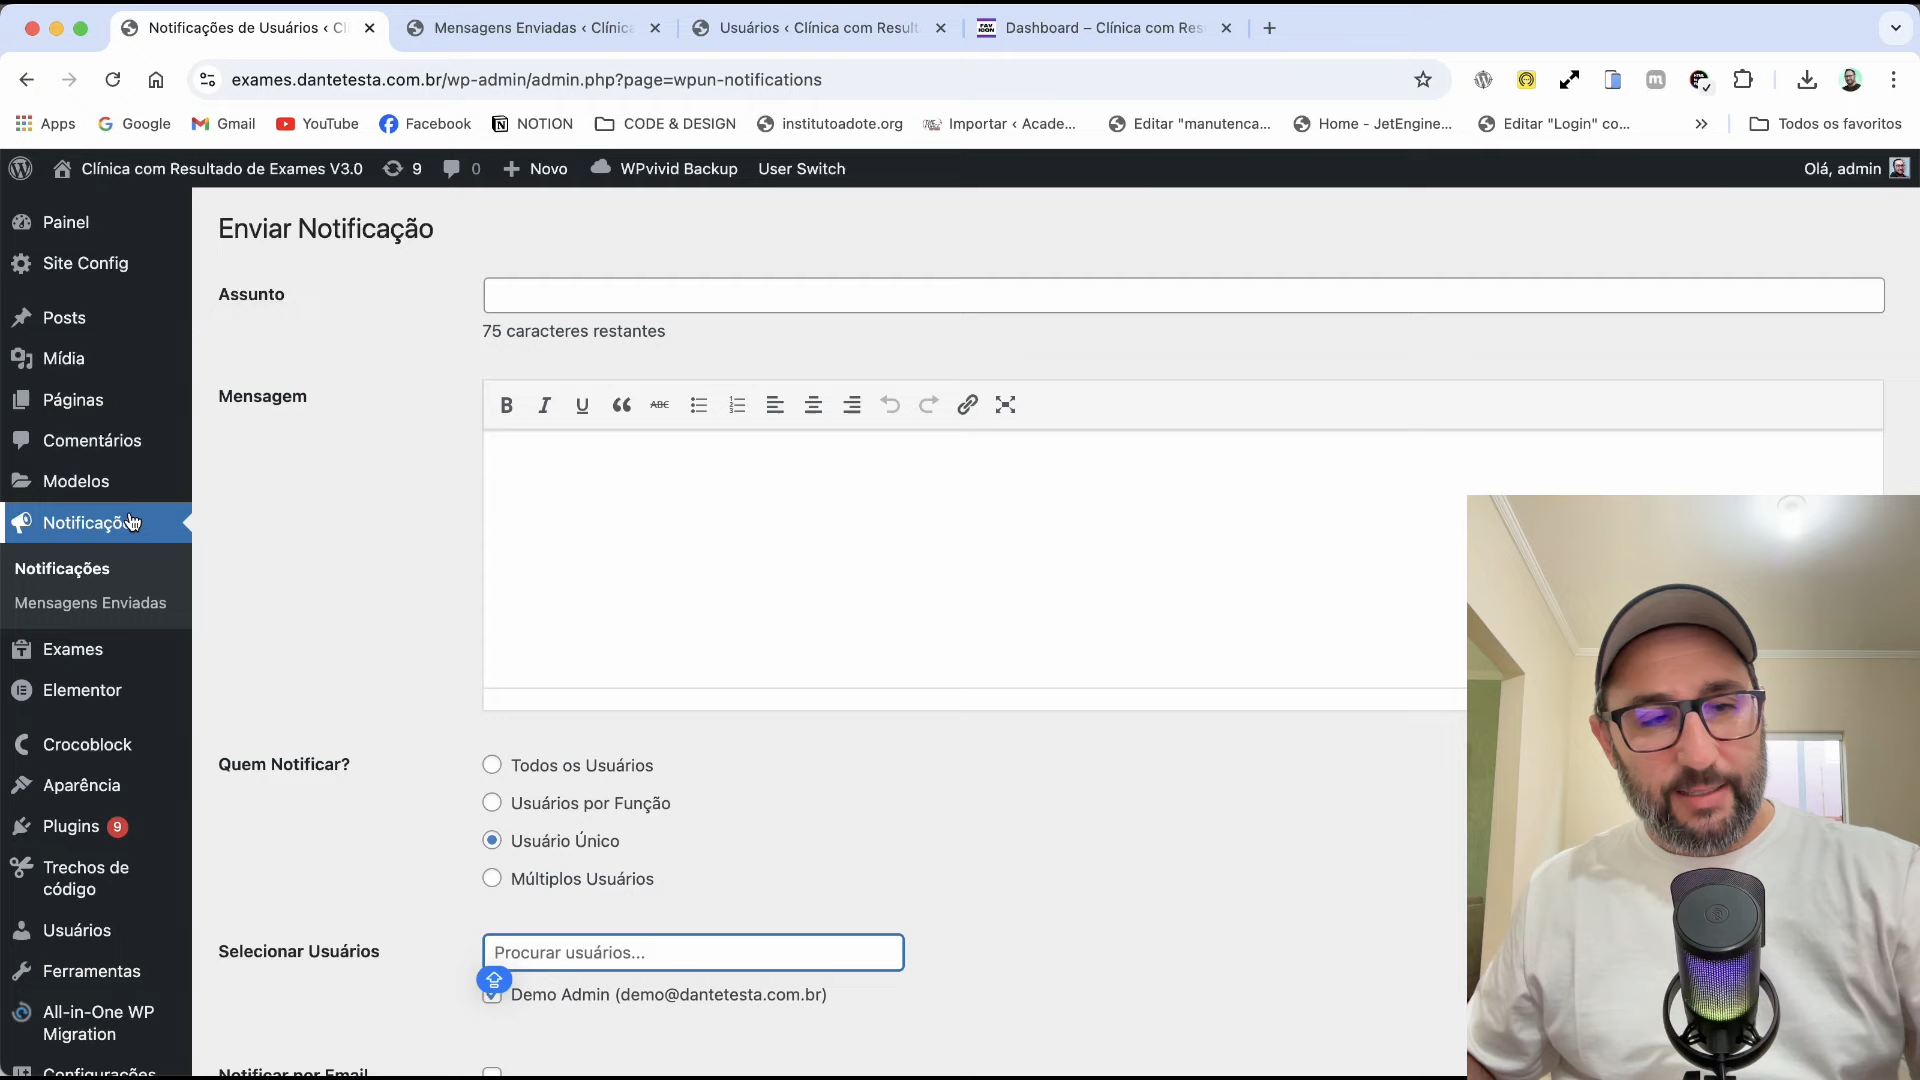 Notificações de Usuários ‹ Cl
Mensagens Enviadas ‹ Clínica
Usuários ‹ Clínica com Result
Dashboard – Clínica com Res
exames.dantetesta.com.br/wp-admin/admin.php?page=wpun-notifications
Apps
Google
Gmail
YouTube
Facebook
NOTION
CODE & DESIGN
institutoadote.org
Importar ‹ Acade...
Editar "manutenca...
Home - JetEngine...
Editar "Login" co...
Todos os favoritos
Clínica com Resultado de Exames V3.0
9
0
Novo
WPvivid Backup
User Switch
Olá, admin
Painel
Site Config
Posts
Mídia
Páginas
Comentários
Modelos
Notificaçõ
Notificações
Mensagens Enviadas
Exames
Elementor
Crocoblock
Aparência
Plugins 9
Trechos de
código
Usuários
Ferramentas
All-in-One WP
Migration
Configurações
Enviar Notificação
Assunto
75 caracteres restantes
Mensagem
B I U ABC
Quem Notificar?
Todos os Usuários
Usuários por Função
Usuário Único
Múltiplos Usuários
Selecionar Usuários
Procurar usuários...
Demo Admin (demo@dantetesta.com.br)
Notificar por Email